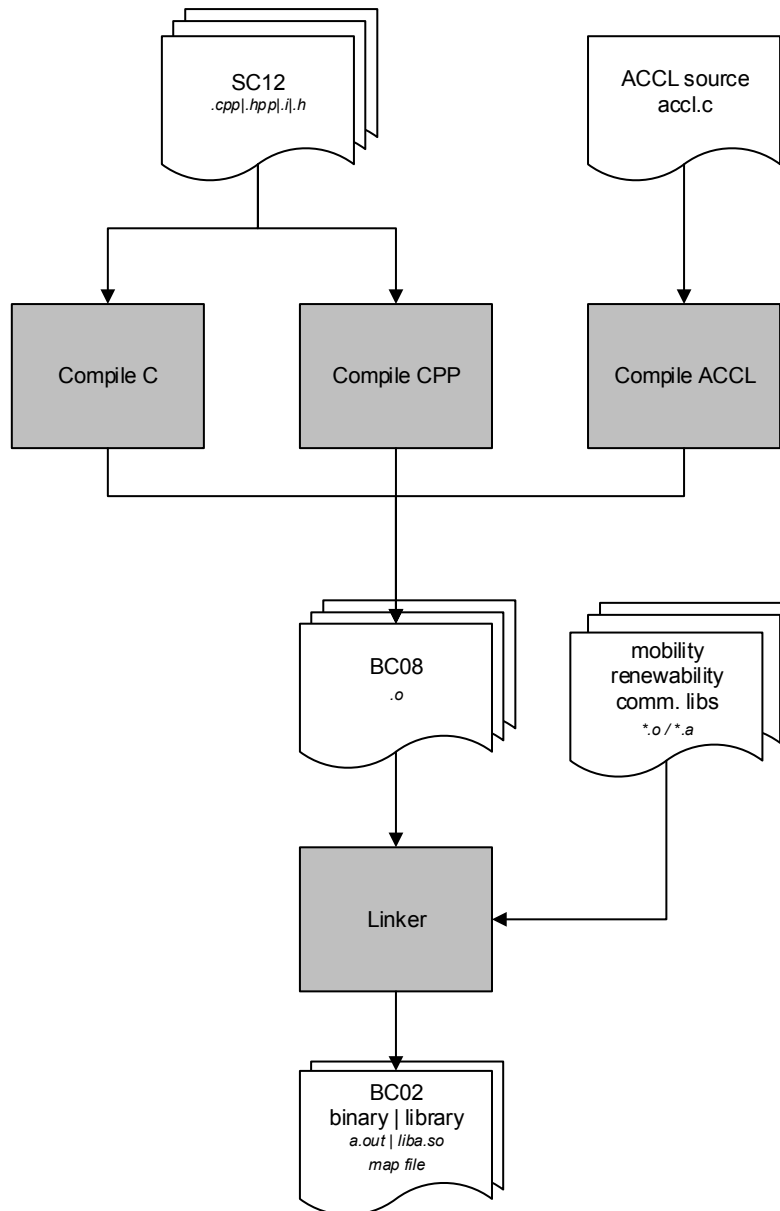 SC12
.cpp|.hpp|.i|.h
ACCL source
accl.c
Compile C
Compile CPP
Compile ACCL
BC08
.o
mobility
renewability
comm. libs
*.o / *.a
Linker
BC02
binary | library
a.out | liba.so
map file